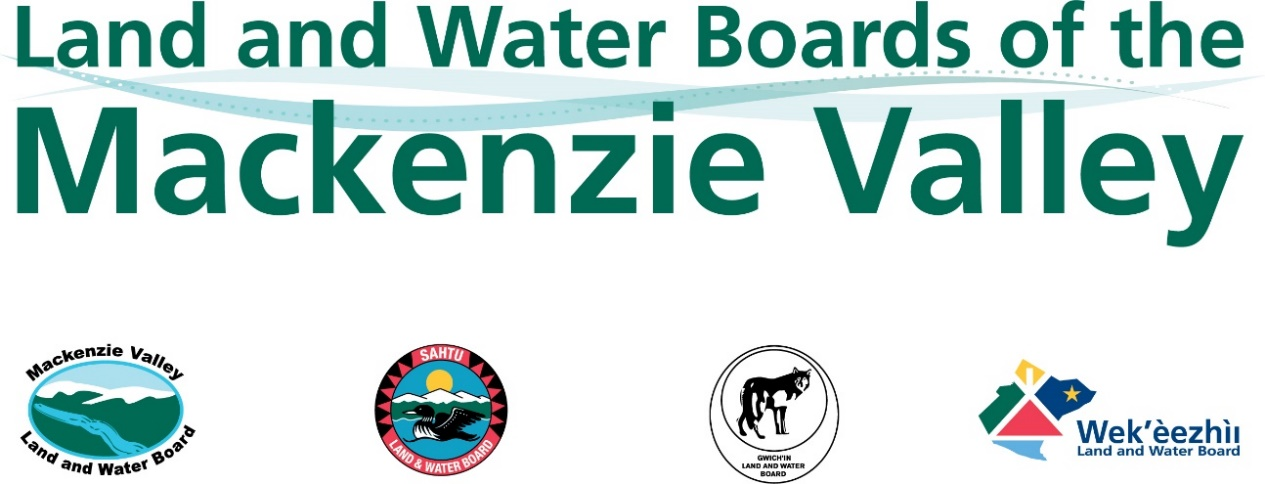 Land and Water Boards of the
Mackenzie Valley
Mackenzie Valley
Land and Water Board
SAHTU
LAND & WATER BOARD
GWICH'IN
LAND AND WATER
BOARD
Wek'èezhìı
Land and Water Board